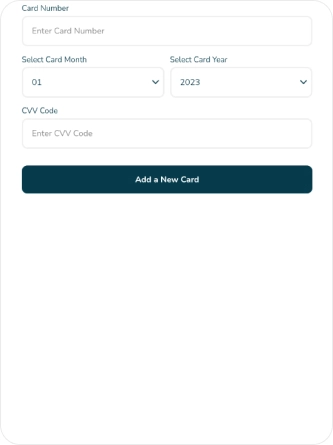 Card Number
Enter Card Number
Select Card Month Select Card Year
01 2023
CVV Code
Enter CVV Code
Add a New Card